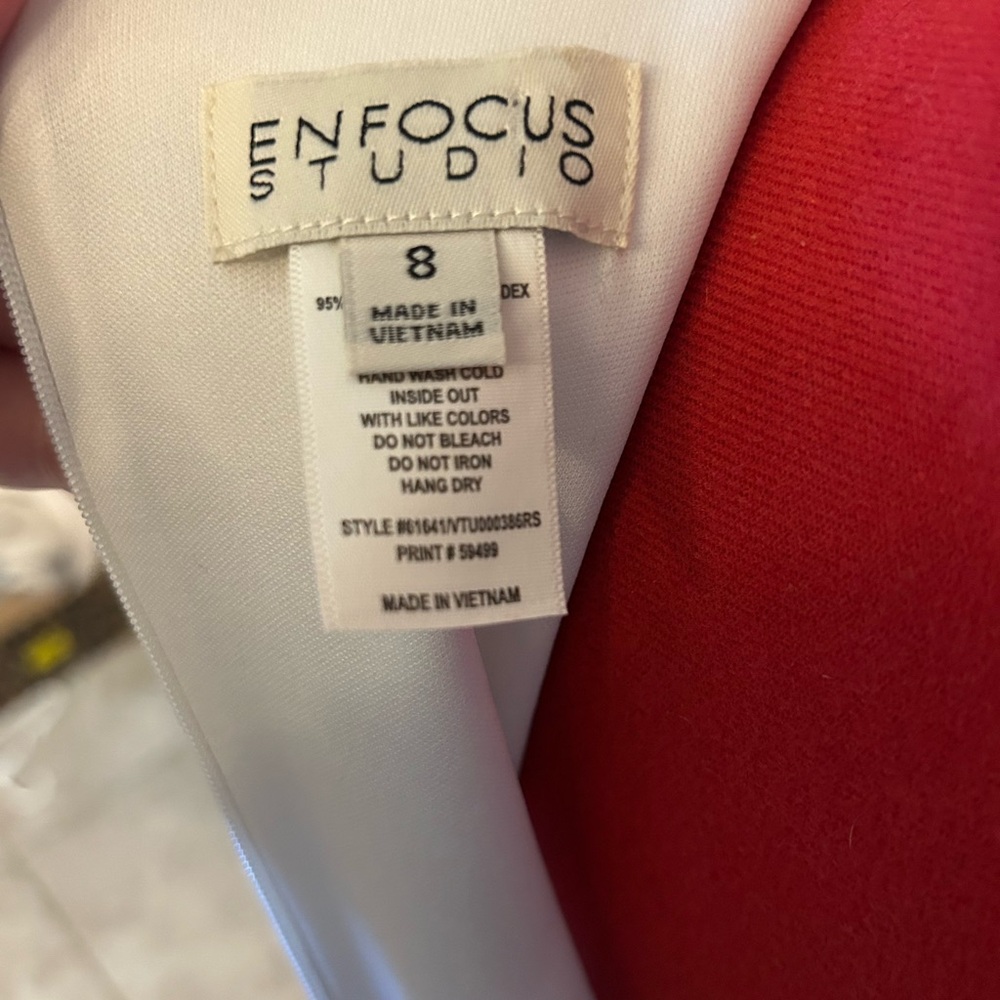 ENFOCUS
STUDIO
8
MADE IN
VIETNAM
95% DEX
HAND WASH COLD
INSIDE OUT
WITH LIKE COLORS
DO NOT BLEACH
DO NOT IRON
HANG DRY
STYLE #61641/VTU000386RS
PRINT # 59499
MADE IN VIETNAM